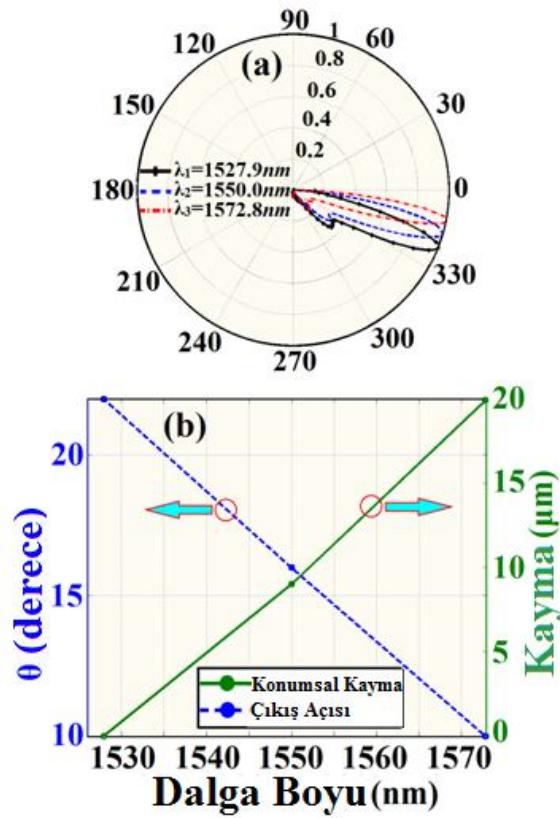 90
120
60
(a)
1
0.8
0.6
0.4
0.2
150
30
λ₁=1527.9nm
180
λ₂=1550.0nm
0
λ₃=1572.8nm
210
330
240
300
270
(b)
θ (derece)
20
15
10
Kayma (μm)
20
15
10
5
0
Konumsal Kayma
Çıkış Açısı
1530 1540 1550 1560 1570
Dalga Boyu (nm)